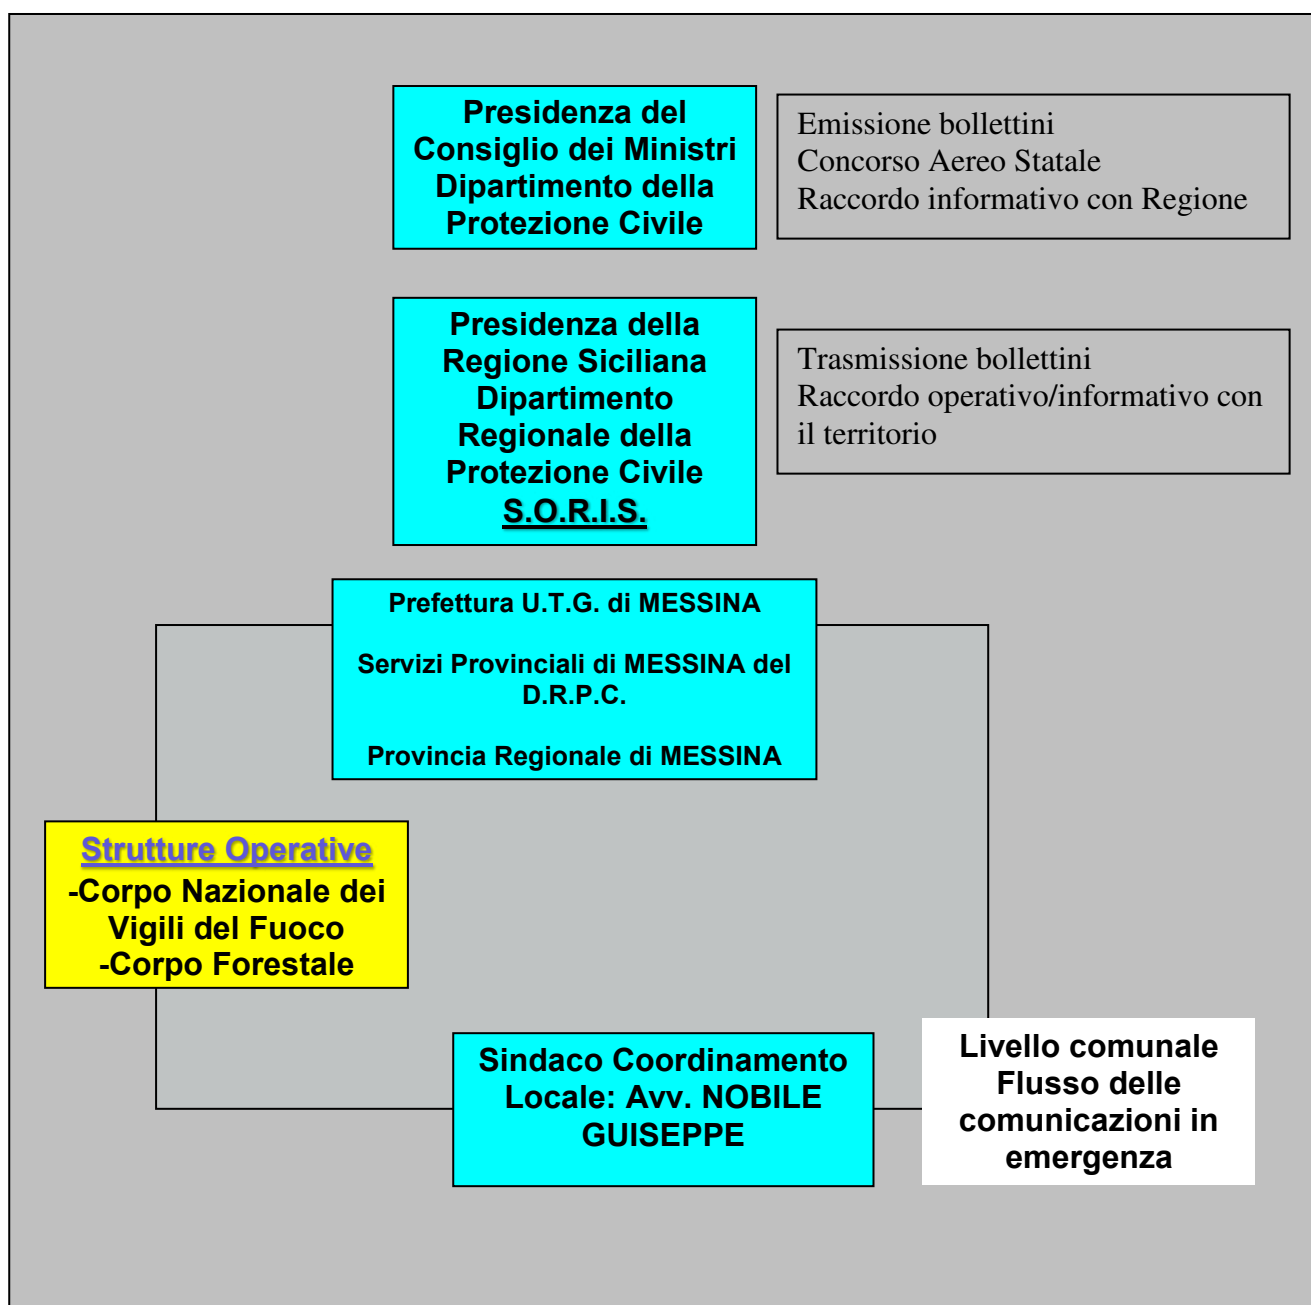 Presidenza del
Consiglio dei Ministri
Dipartimento della
Protezione Civile
Emissione bollettini
Concorso Aereo Statale
Raccordo informativo con Regione
Presidenza della
Regione Siciliana
Dipartimento
Regionale della
Protezione Civile
S.O.R.I.S.
Trasmissione bollettini
Raccordo operativo/informativo con
il territorio
Prefettura U.T.G. di MESSINA
Servizi Provinciali di MESSINA del
D.R.P.C.
Provincia Regionale di MESSINA
Strutture Operative
-Corpo Nazionale dei
Vigili del Fuoco
-Corpo Forestale
Sindaco Coordinamento
Locale: Avv. NOBILE
GUISEPPE
Livello comunale
Flusso delle
comunicazioni in
emergenza